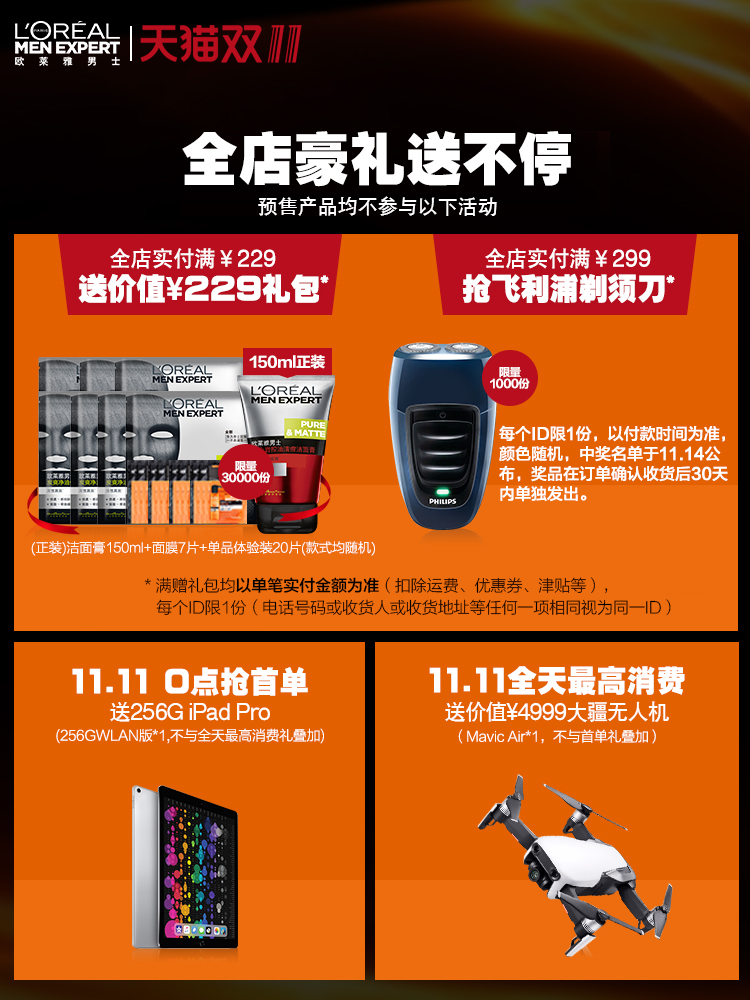 L'ORÉAL
PARIS
MEN EXPERT
欧莱雅男士
天猫双11
全店豪礼送不停
预售产品均不参与以下活动
全店实付满¥229
送价值¥229礼包*
全店实付满¥299
抢飞利浦剃须刀*
150ml正装
L'ORÉAL
MEN EXPERT
L'ORÉAL
MEN EXPERT
L'ORÉAL
MEN EXPERT
PURE
& MATTE
欧莱雅男士
限量
30000份
限量
1000份
PHILIPS
每个ID限1份，以付款时间为准，
颜色随机，中奖名单于11.14公
布，奖品在订单确认收货后30天
内单独发出。
(正装)洁面膏150ml+面膜7片+单品体验装20片(款式均随机)
*满赠礼包均以单笔实付金额为准（扣除运费、优惠券、津贴等），
每个ID限1份（电话号码或收货人或收货地址等任何一项相同视为同一ID）
11.11 0点抢首单
送256G iPad Pro
(256GWLAN版*1,不与全天最高消费礼叠加)
11.11全天最高消费
送价值¥4999大疆无人机
（Mavic Air*1，不与首单礼叠加）